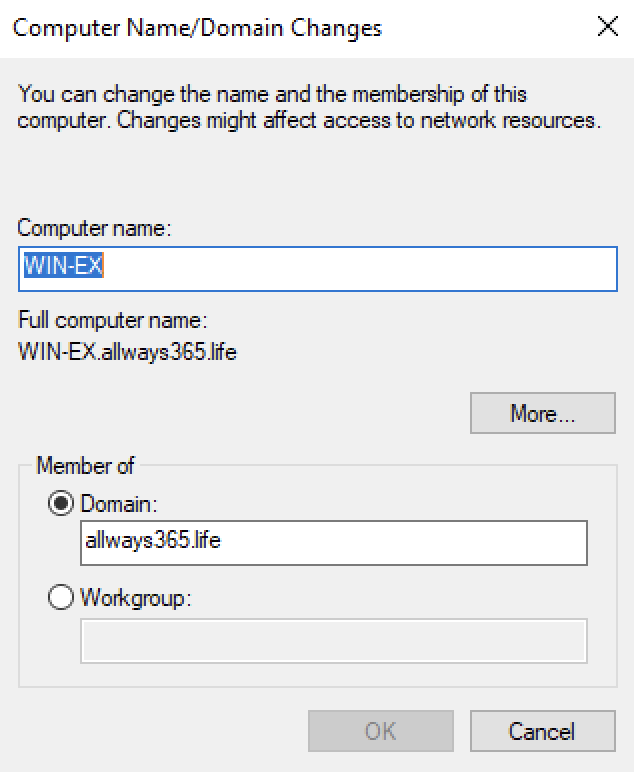 Computer Name/Domain Changes
You can change the name and the membership of this
computer. Changes might affect access to network resources.
Computer name:
WIN-EX
Full computer name:
WIN-EX.allways365.life
More...
Member of
Domain:
allways365.life
Workgroup:
OK
Cancel